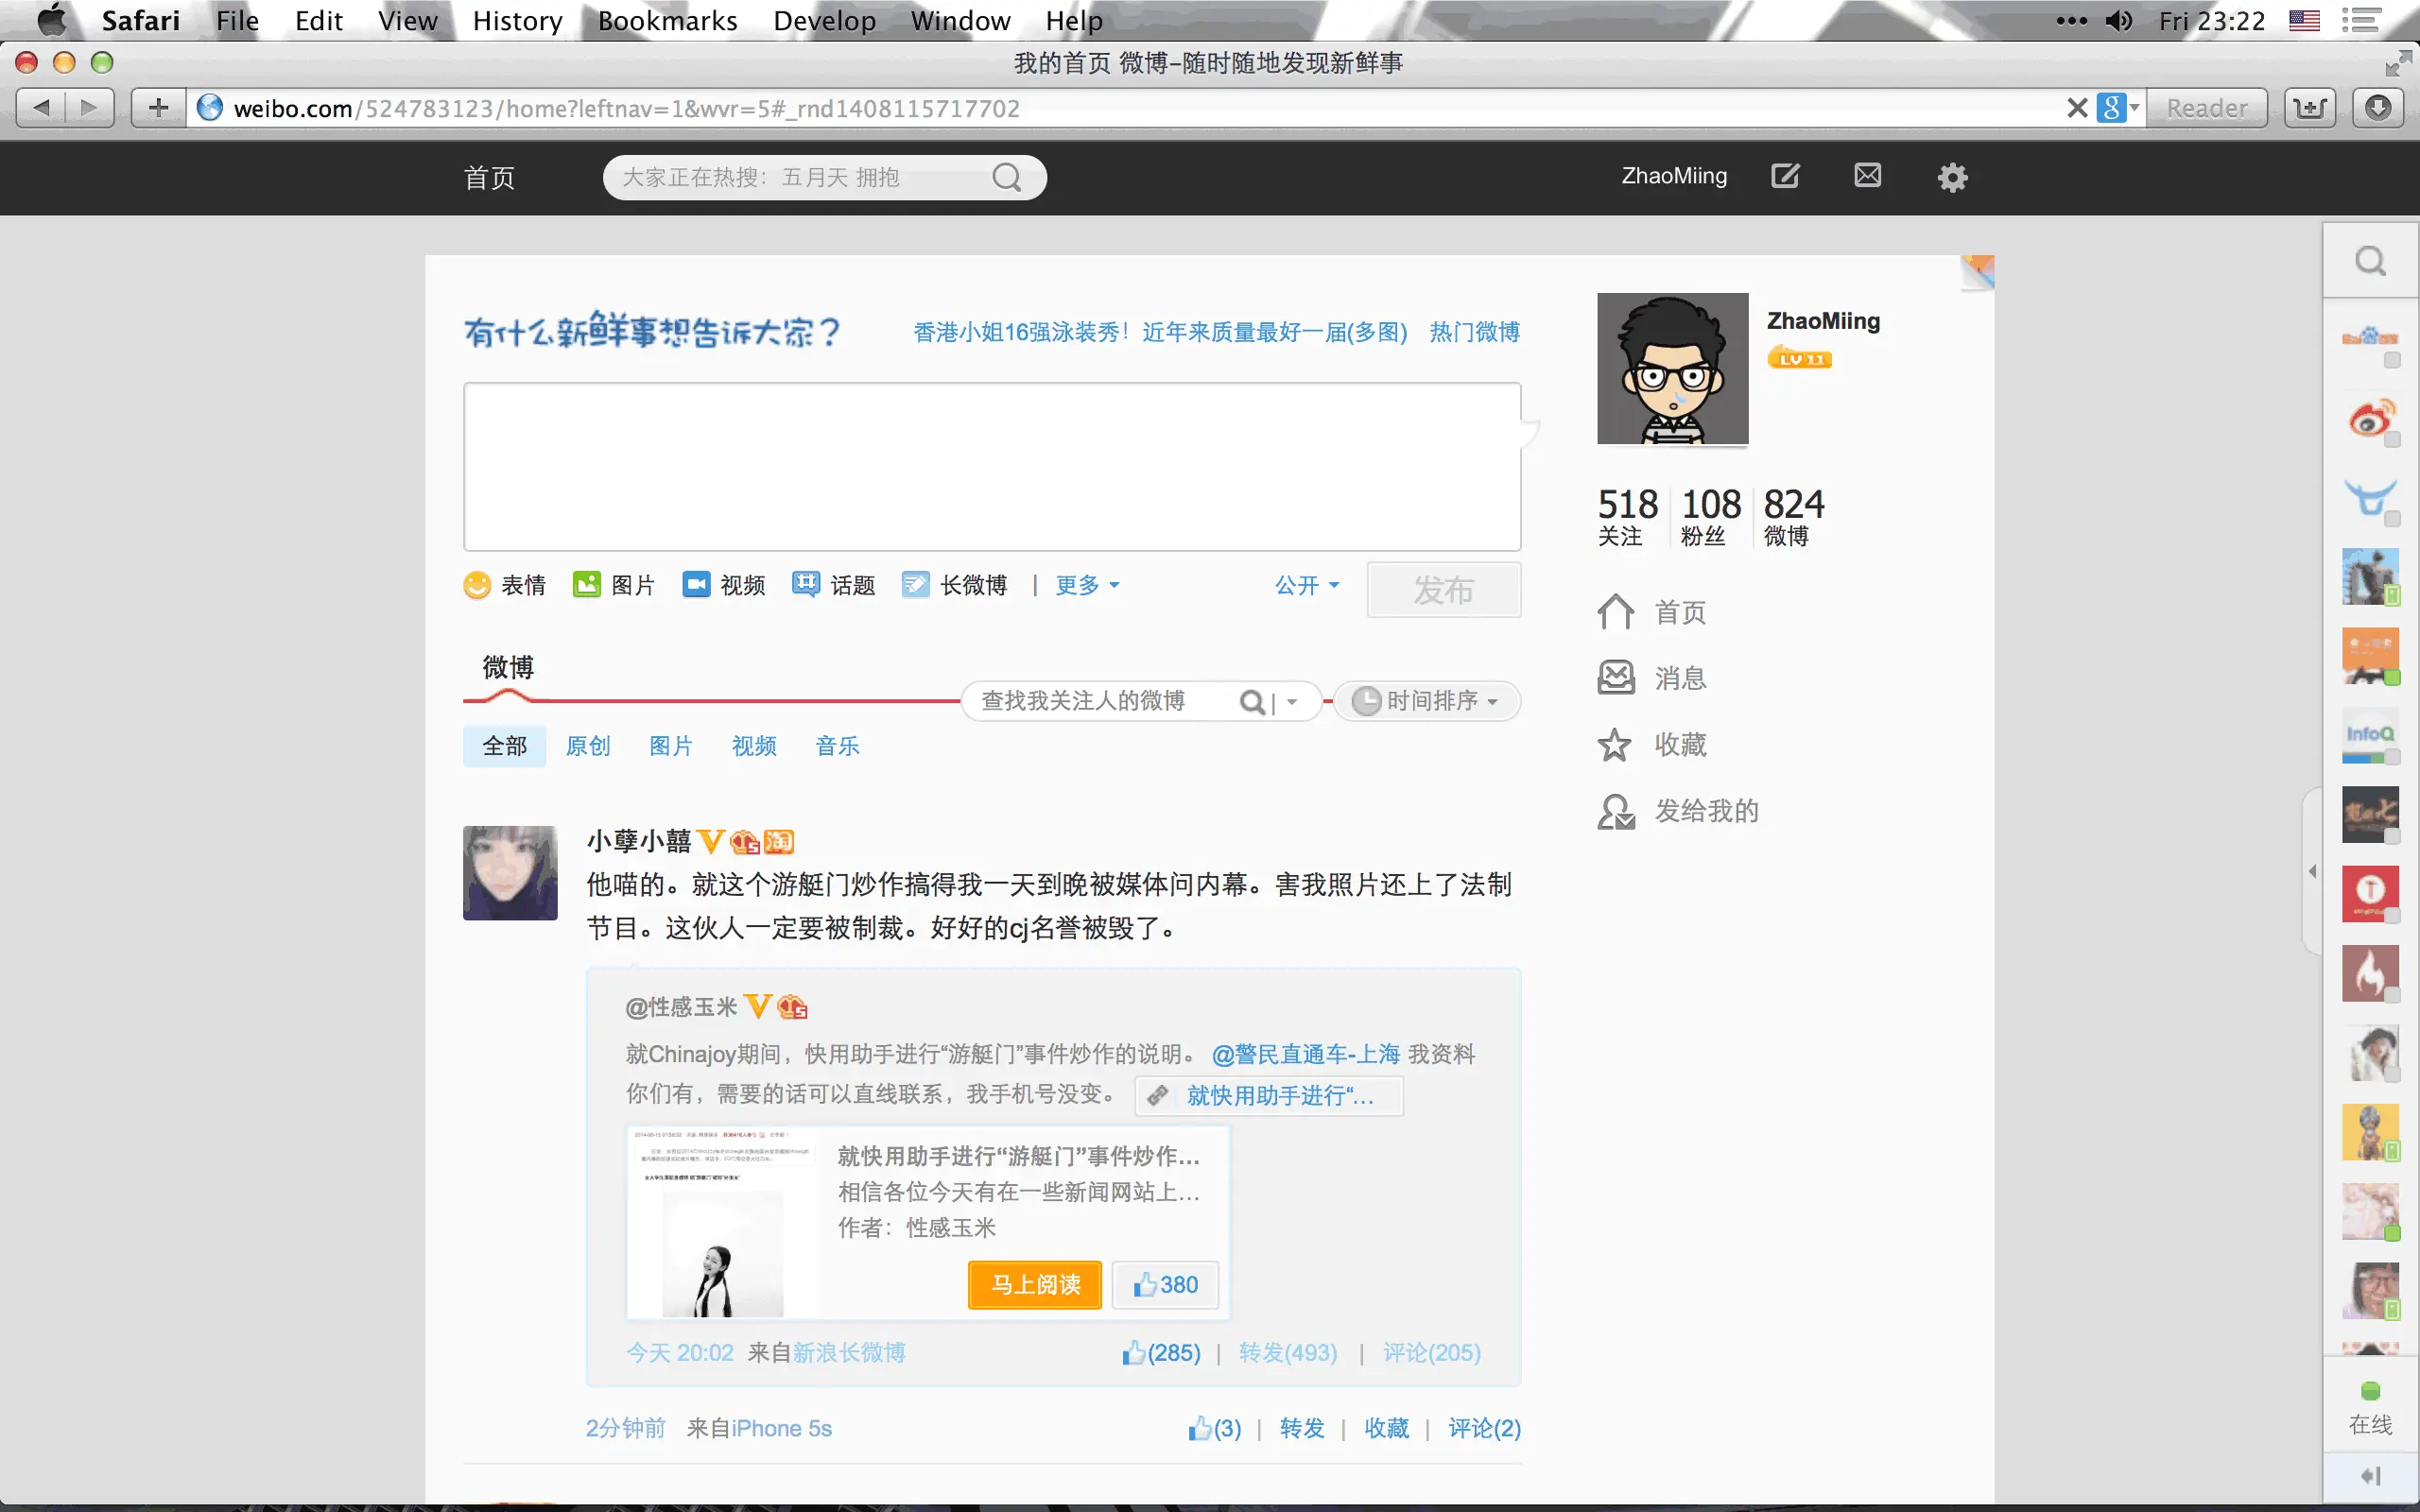 Safari File Edit View History Bookmarks Develop Window Help Fri 23:22
我的首页 微博-随时随地发现新鲜事
weibo.com/524783123/home?leftnav=1&wvr=5#_rnd1408115717702
Reader
首页 大家正在热搜：五月天 拥抱 ZhaoMiing
有什么新鲜事想告诉大家？ 香港小姐16强泳装秀！近年来质量最好一届(多图) 热门微博
ZhaoMiing
LV 11
518 108 824
关注 粉丝 微博
表情 图片 视频 话题 长微博 | 更多 公开 发布
首页
消息
收藏
发给我的
微博 查找我关注人的微博 | 时间排序
全部 原创 图片 视频 音乐
小孽小囍 V 5 淘
他喵的。就这个游艇门炒作搞得我一天到晚被媒体问内幕。害我照片还上了法制
节目。这伙人一定要被制裁。好好的cj名誉被毁了。
@性感玉米 V 5
就Chinajoy期间，快用助手进行“游艇门”事件炒作的说明。 @警民直通车-上海 我资料
你们有，需要的话可以直线联系，我手机号没变。 就快用助手进行“...
就快用助手进行“游艇门”事件炒作...
相信各位今天有在一些新闻网站上...
作者：性感玉米
马上阅读 380
今天 20:02 来自新浪长微博 (285) | 转发(493) | 评论(205)
2分钟前 来自iPhone 5s (3) | 转发 | 收藏 | 评论(2)
InfoQ
在线